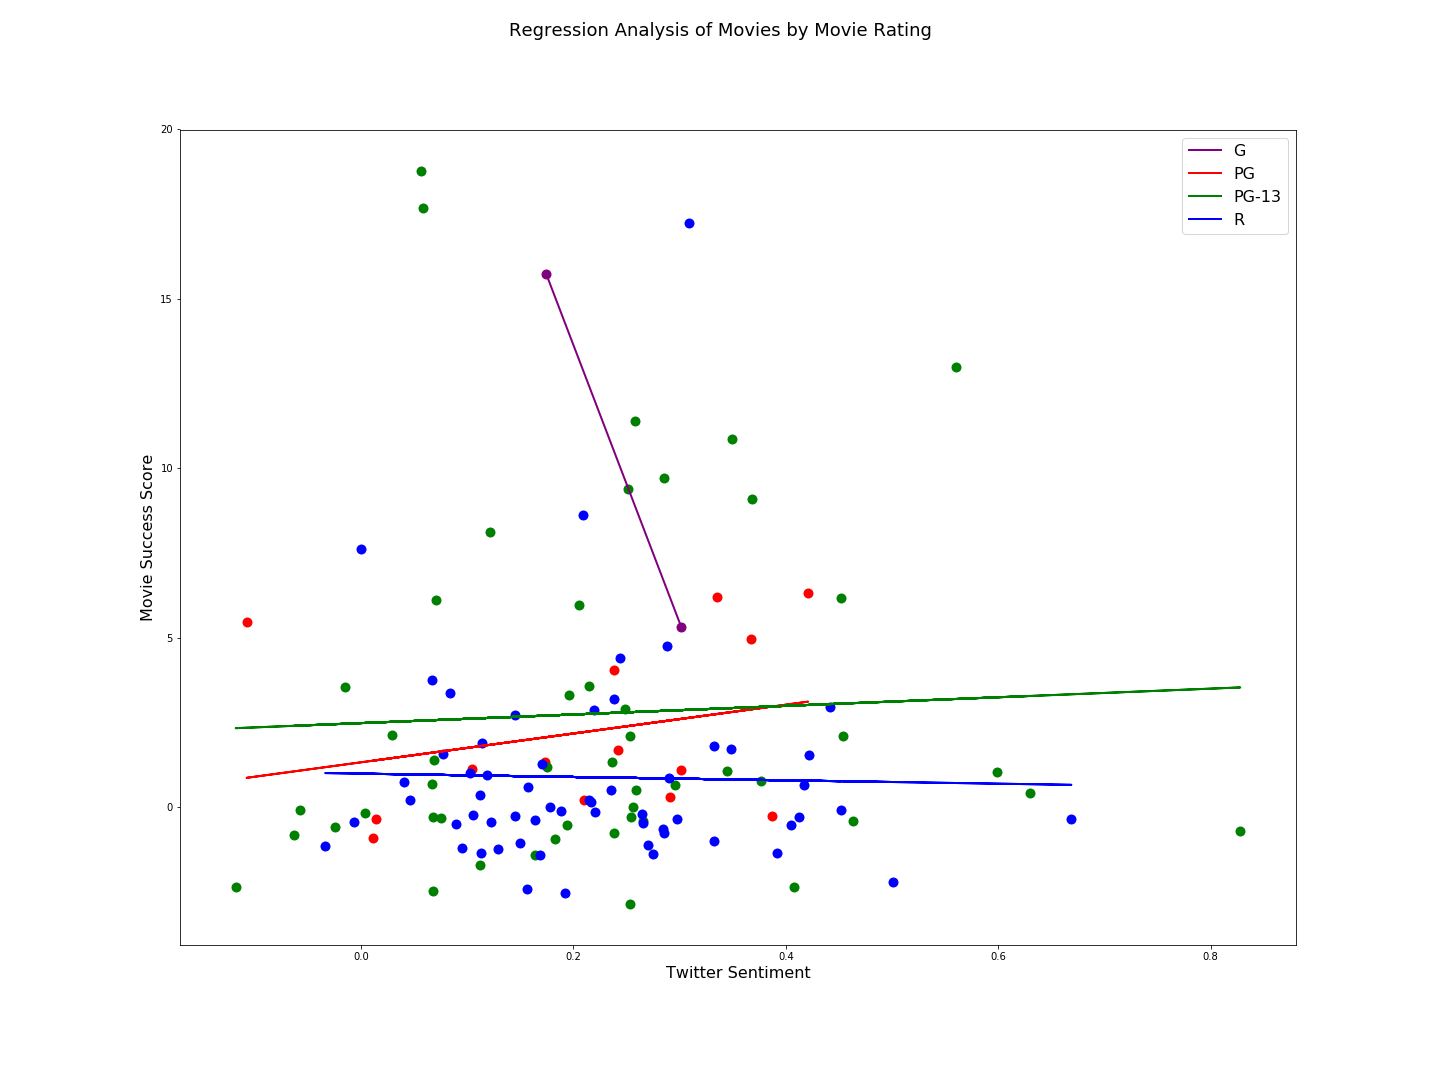 Regression Analysis of Movies by Movie Rating
20
15
10
5
0
Movie Success Score
G
PG
PG-13
R
0.0
0.2
0.4
0.6
0.8
Twitter Sentiment